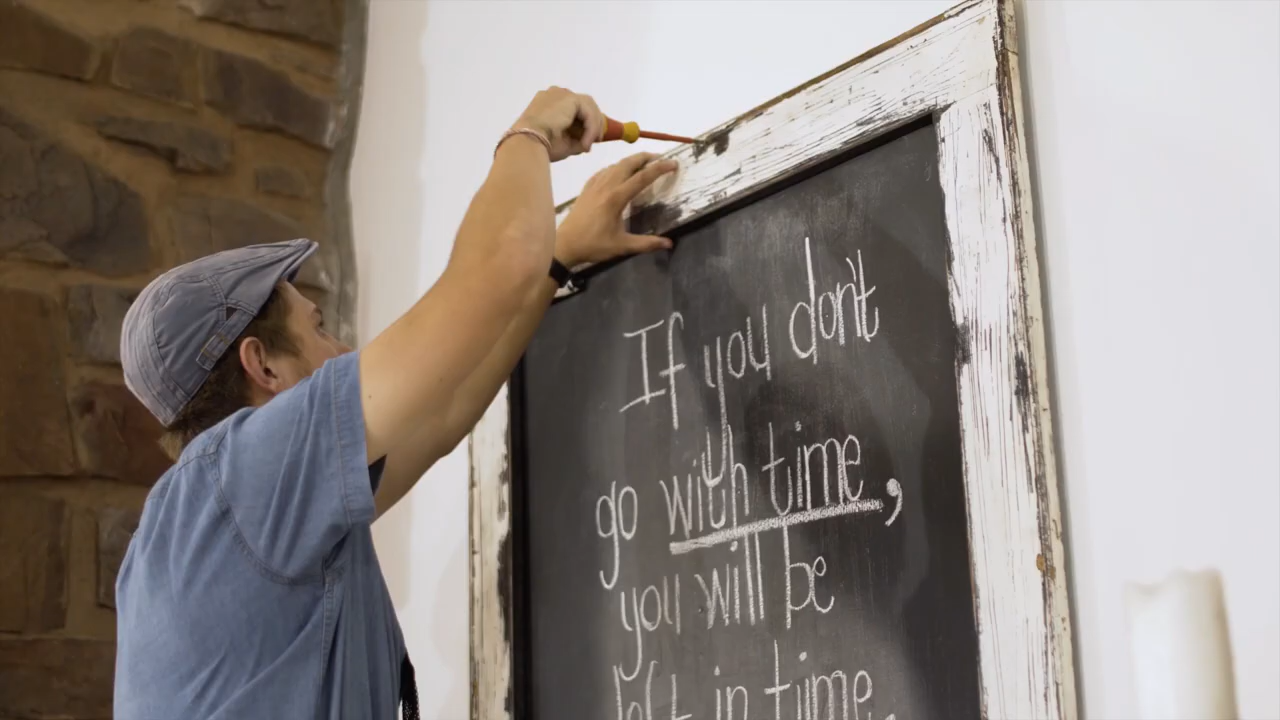 If you don't
go with time,
you will be
left in time,